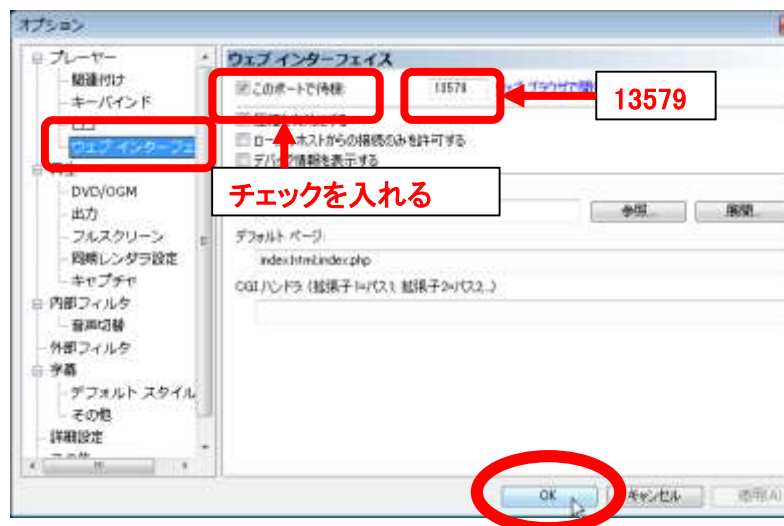 オプション
プレーヤー
関連付け
キーバインド
ウェブ インターフェ
再生
DVD/OGM
出力
フルスクリーン
同期レンダラ設定
キャプチャ
内部フィルタ
音声切替
外部フィルタ
字幕
デフォルト スタイル
その他
詳細設定
ウェブ インターフェイス
このポートで待機:
13579
13579
ローカルホストからの接続のみを許可する
デバッグ情報を表示する
チェックを入れる
参照...
展開...
デフォルト ページ:
index.html;index.php
CGI ハンドラ (拡張子1=パス1; 拡張子2=パス2...)
OK
キャンセル
適用(A)